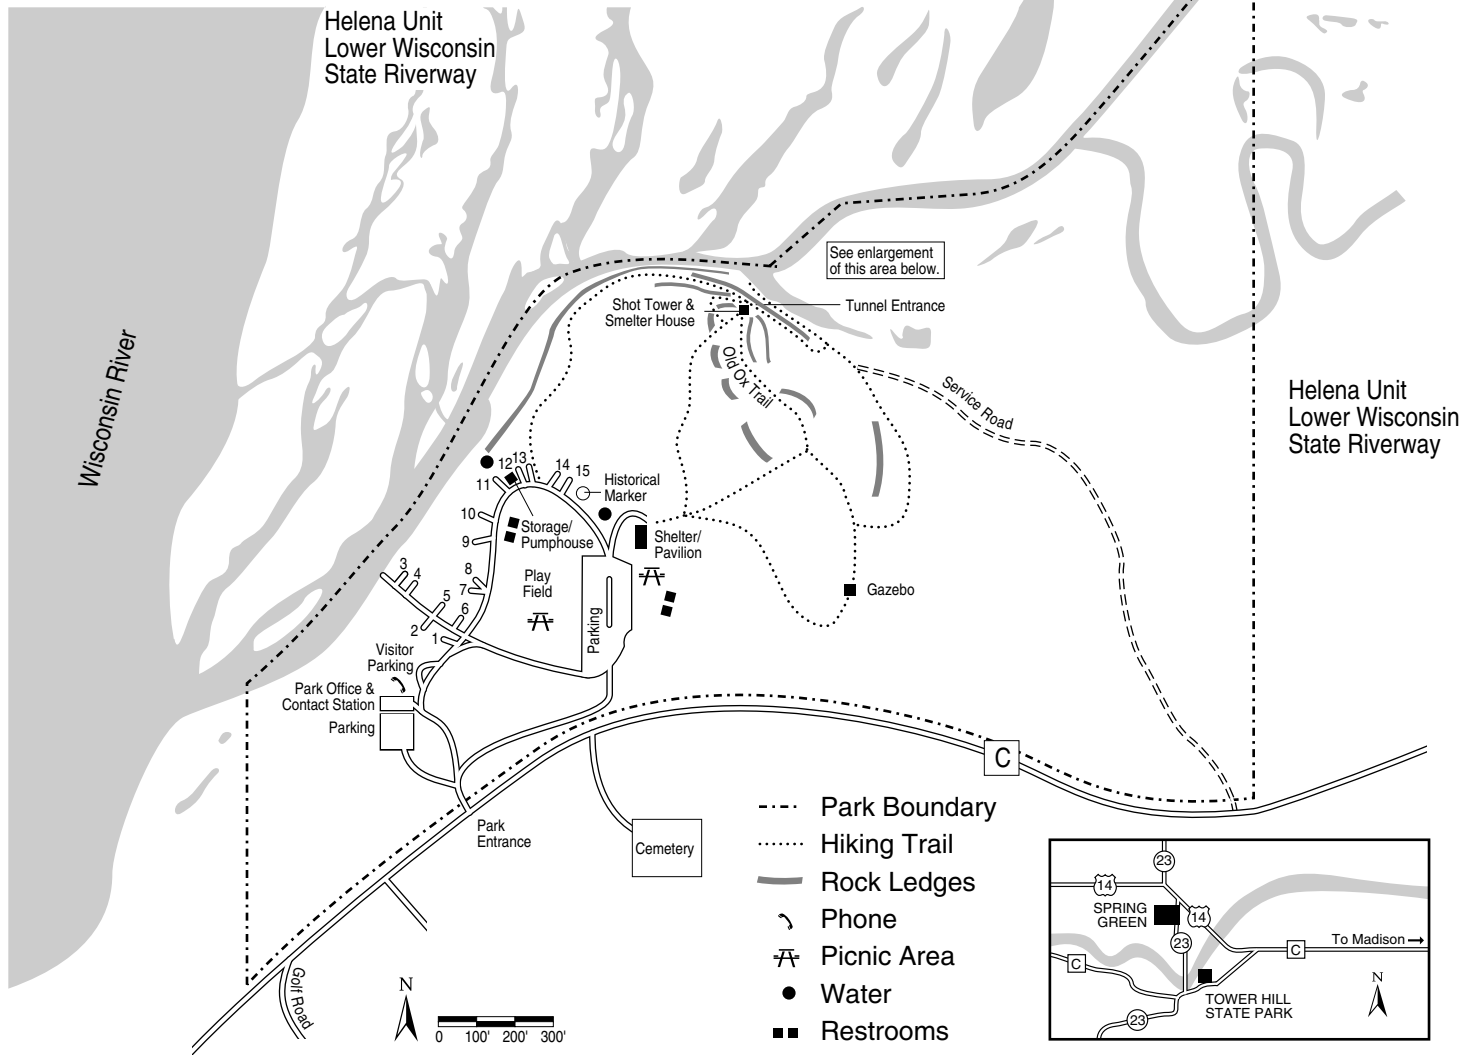 Helena Unit
Lower Wisconsin
State Riverway
See enlargement
of this area below.
Shot Tower &
Smelter House
Tunnel Entrance
Old Ox Trail
Service Road
Wisconsin River
Helena Unit
Lower Wisconsin
State Riverway
12
13
14
15
11
Historical
Marker
10
Storage/
Pumphouse
9
Shelter/
Pavilion
3
4
8
7
Play
Field
Gazebo
5
6
2
1
Parking
Visitor
Parking
Park Office &
Contact Station
Parking
C
Park
Entrance
Cemetery
Golf Road
Park Boundary
Hiking Trail
Rock Ledges
Phone
Picnic Area
Water
Restrooms
N
0 100' 200' 300'
23
14
SPRING
GREEN
14
23
To Madison
C
C
N
TOWER HILL
STATE PARK
23